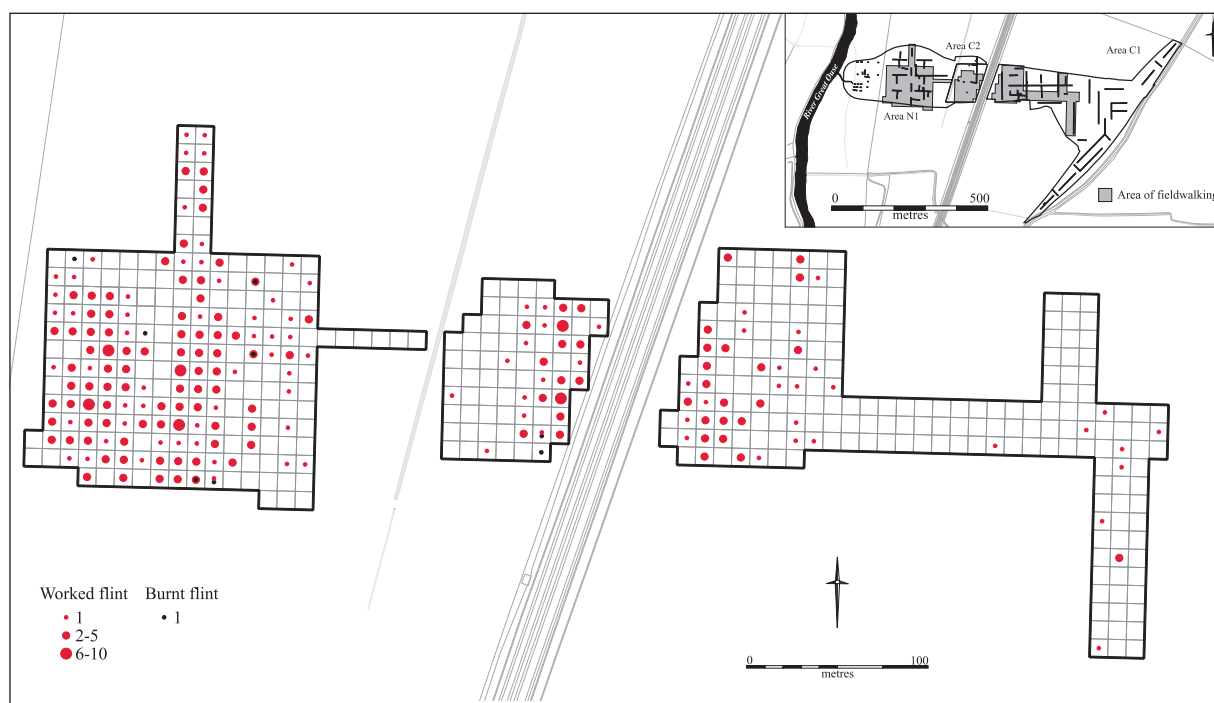 Area C2
Area C1
River Great Ouse
Area N1
0 500
metres
Area of fieldwalking
Worked flint Burnt flint
1 1
2-5
6-10
0 100
metres